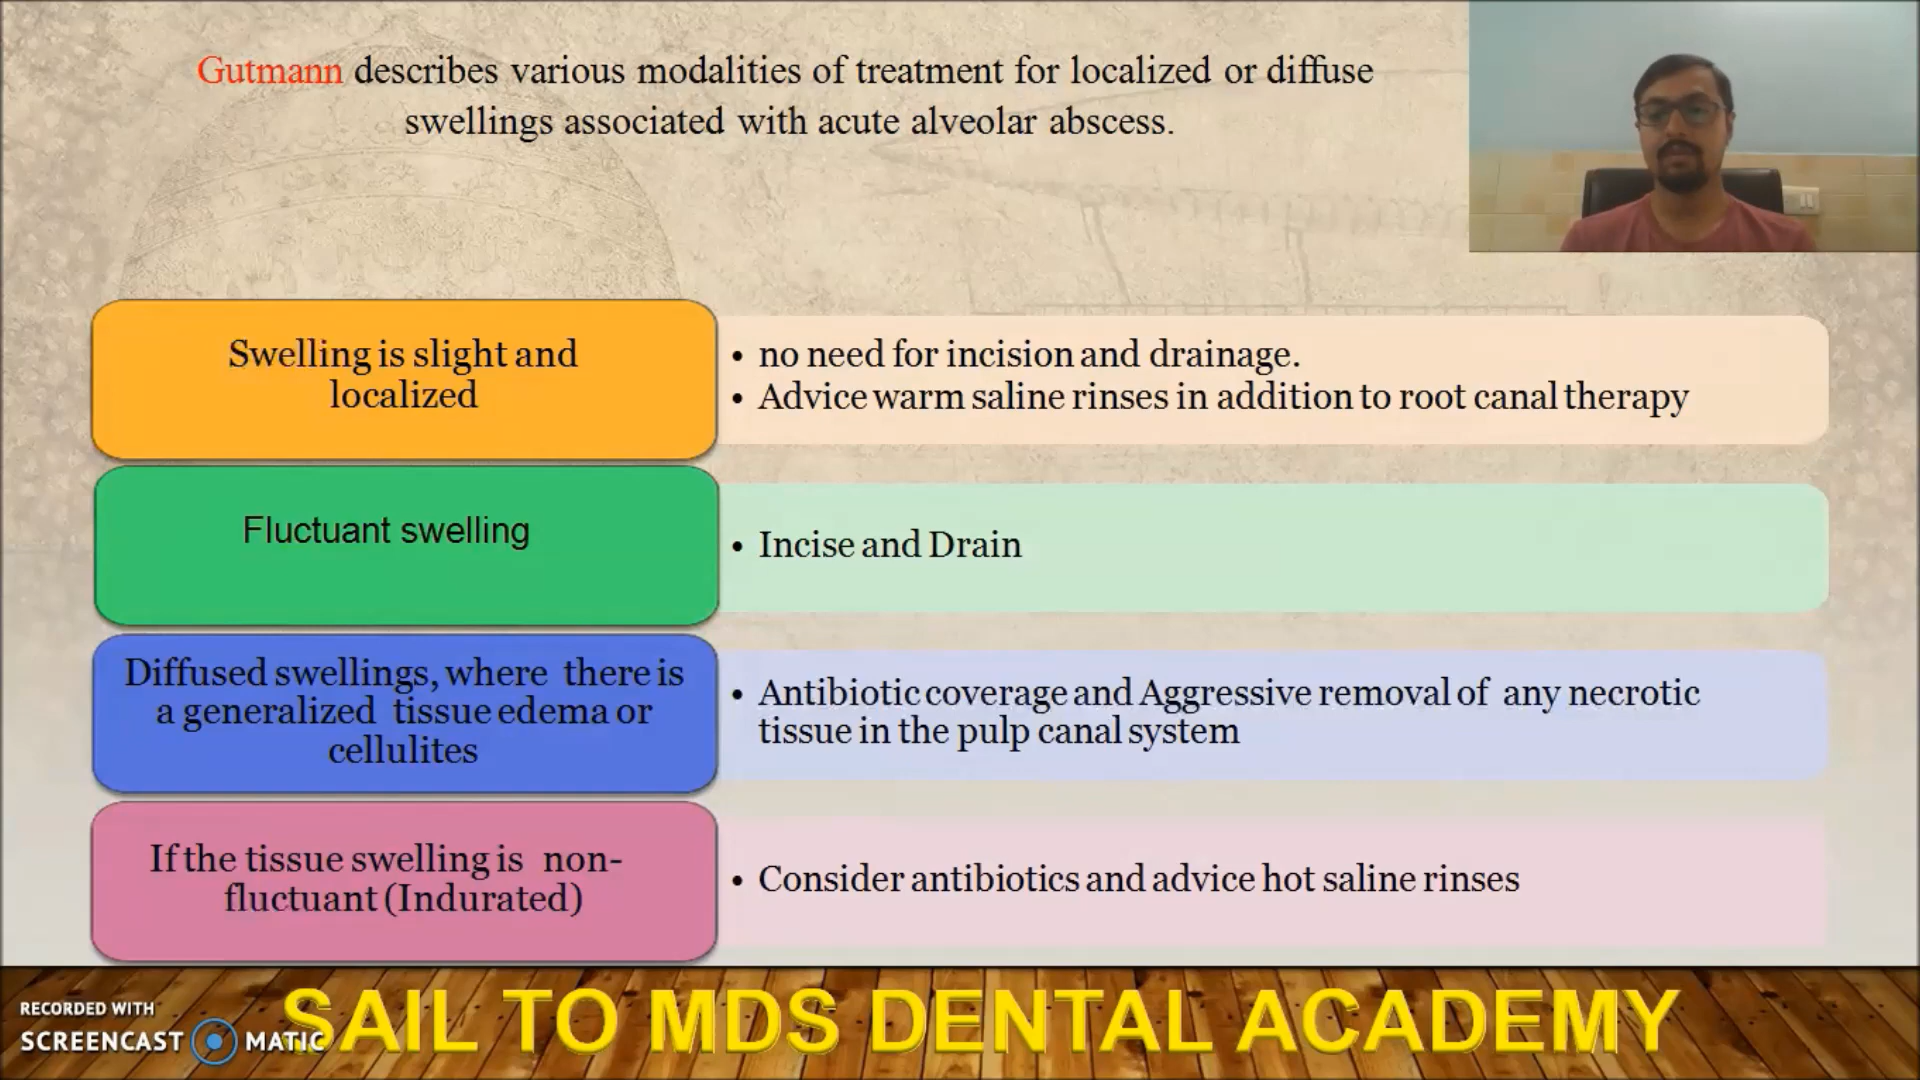 Gutmann describes various modalities of treatment for localized or diffuse
swellings associated with acute alveolar abscess.
Swelling is slight and
localized
• no need for incision and drainage.
• Advice warm saline rinses in addition to root canal therapy
Fluctuant swelling
• Incise and Drain
Diffused swellings, where there is
a generalized tissue edema or
cellulites
• Antibiotic coverage and Aggressive removal of any necrotic
tissue in the pulp canal system
If the tissue swelling is non-
fluctuant (Indurated)
• Consider antibiotics and advice hot saline rinses
SAIL TO MDS DENTAL ACADEMY
RECORDED WITH
SCREENCAST MATIC